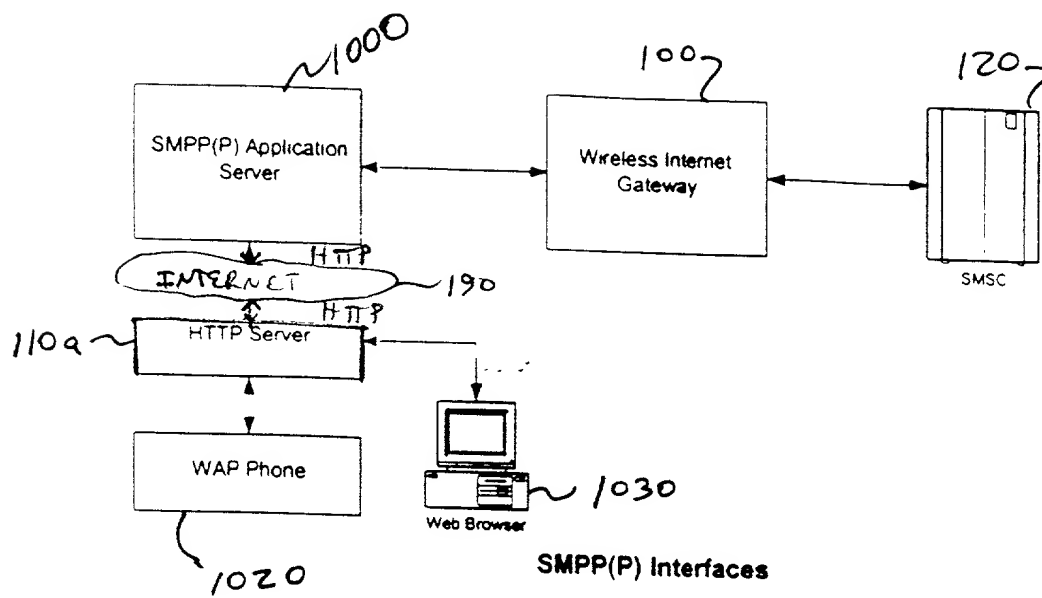 1000
100
120
SMPP(P) Application
Server
Wireless Internet
Gateway
SMSC
HTTP
INTERNET
190
HTTP
110a
HTTP Server
WAP Phone
1030
Web Browser
1020
SMPP(P) Interfaces